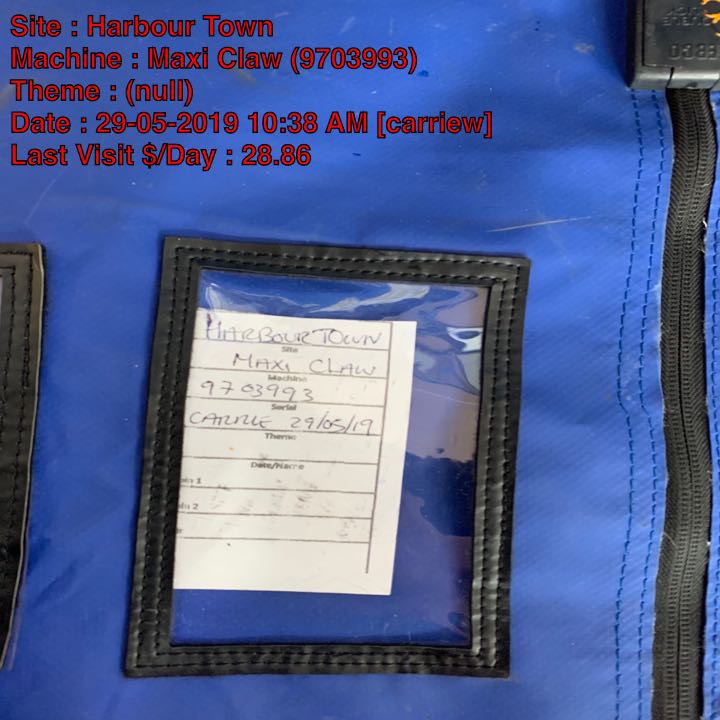 Site : Harbour Town
Machine : Maxi Claw (9703993)
Theme : (null)
Date : 29-05-2019 10:38 AM [carriew]
Last Visit $/Day : 28.86
HARBOUR TOWN
Site
MAXI CLAW
Machine
9703993
Serial
CARRIE 29/05/19
Theme
Date/Name